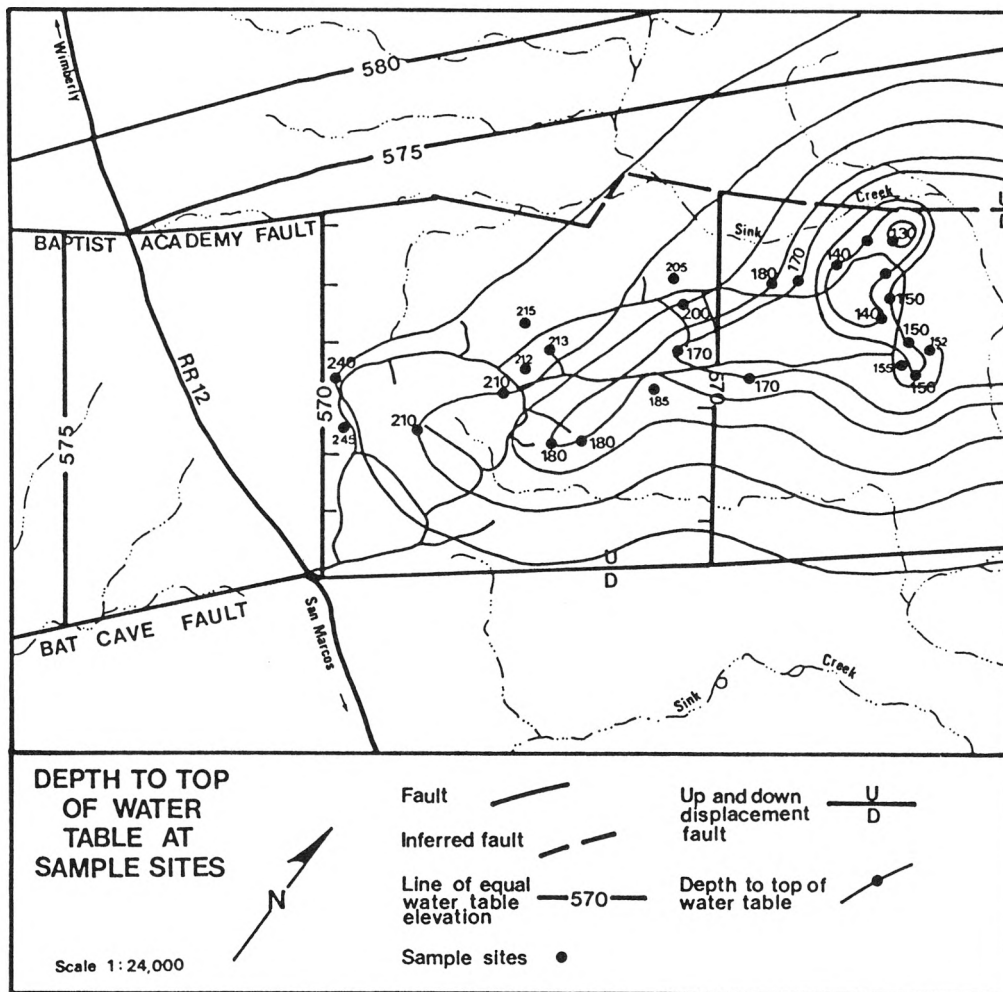 ← Wimberly
580
575
BAPTIST ACADEMY FAULT
U
D
Sink Creek
130
140
180
170
205
200
150
140
215
213
212
150
152
155
150
170
240
210
570
RR 12
575
570
170
185
210
245
180
180
U
D
BAT CAVE FAULT
San Marcos
Sink Creek
DEPTH TO TOP
OF WATER
TABLE AT
SAMPLE SITES
N
Scale 1:24,000
Fault
Inferred fault
Line of equal
water table
elevation
570
Sample sites
Up and down
displacement
fault
U
D
Depth to top of
water table